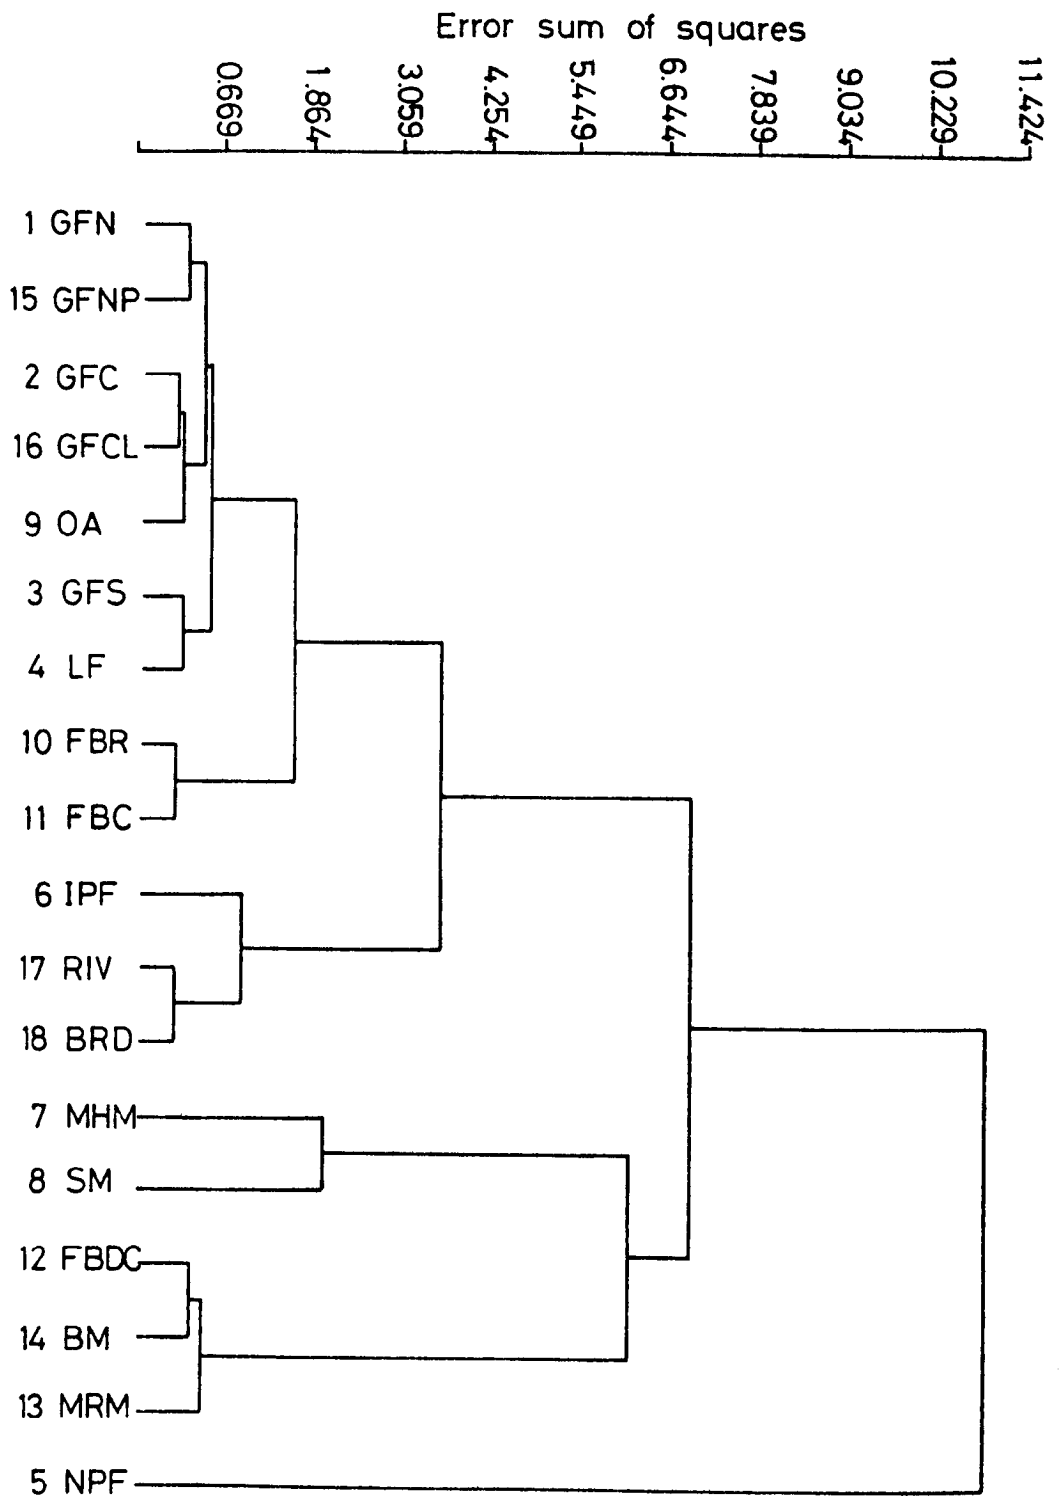 Error sum of squares
0.669 1.864 3.059 4.254 5.449 6.644 7.839 9.034 10.229 11.424
1 GFN
15 GFNP
2 GFC
16 GFCL
9 OA
3 GFS
4 LF
10 FBR
11 FBC
6 IPF
17 RIV
18 BRD
7 MHM
8 SM
12 FBDC
14 BM
13 MRM
5 NPF